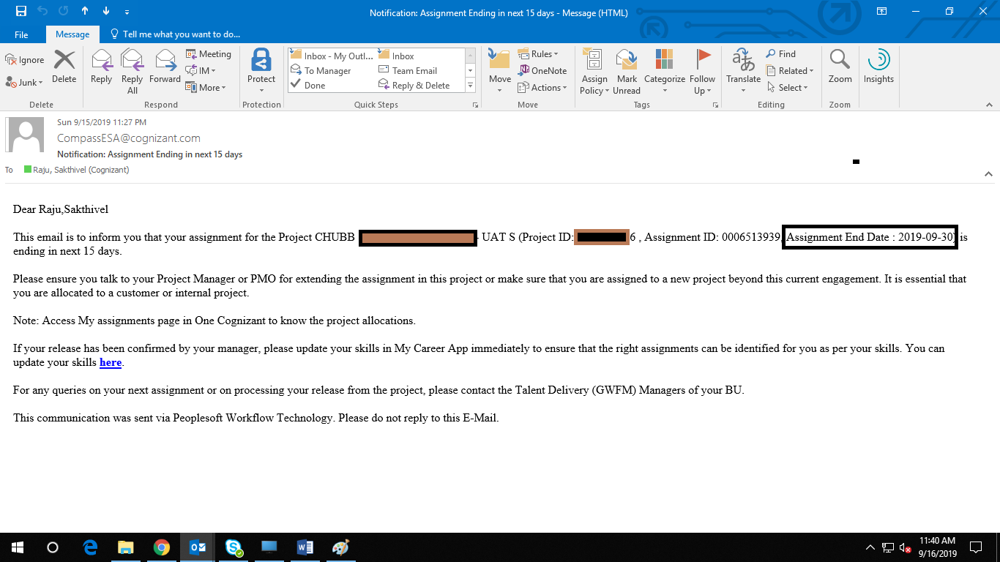 Notification: Assignment Ending in next 15 days - Message (HTML)
File Message Tell me what you want to do...
Ignore
Junk
Delete
Reply
Reply All
Forward
Meeting
IM
More
Protect
Inbox - My Outl... Inbox
To Manager Team Email
Done Reply & Delete
Move
Rules
OneNote
Actions
Assign Policy
Mark Unread
Categorize
Follow Up
Translate
Find
Related
Select
Zoom
Insights
Delete Respond Protection Quick Steps Move Tags Editing Zoom
Sun 9/15/2019 11:27 PM
CompassESA@cognizant.com
Notification: Assignment Ending in next 15 days
To Raju, Sakthivel (Cognizant)
Dear Raju,Sakthivel
This email is to inform you that your assignment for the Project CHUBB - UAT S (Project ID: 6 , Assignment ID: 0006513939, Assignment End Date : 2019-09-30) is
ending in next 15 days.
Please ensure you talk to your Project Manager or PMO for extending the assignment in this project or make sure that you are assigned to a new project beyond this current engagement. It is essential that
you are allocated to a customer or internal project.
Note: Access My assignments page in One Cognizant to know the project allocations.
If your release has been confirmed by your manager, please update your skills in My Career App immediately to ensure that the right assignments can be identified for you as per your skills. You can
update your skills here.
For any queries on your next assignment or on processing your release from the project, please contact the Talent Delivery (GWFM) Managers of your BU.
This communication was sent via Peoplesoft Workflow Technology. Please do not reply to this E-Mail.
11:40 AM
9/16/2019